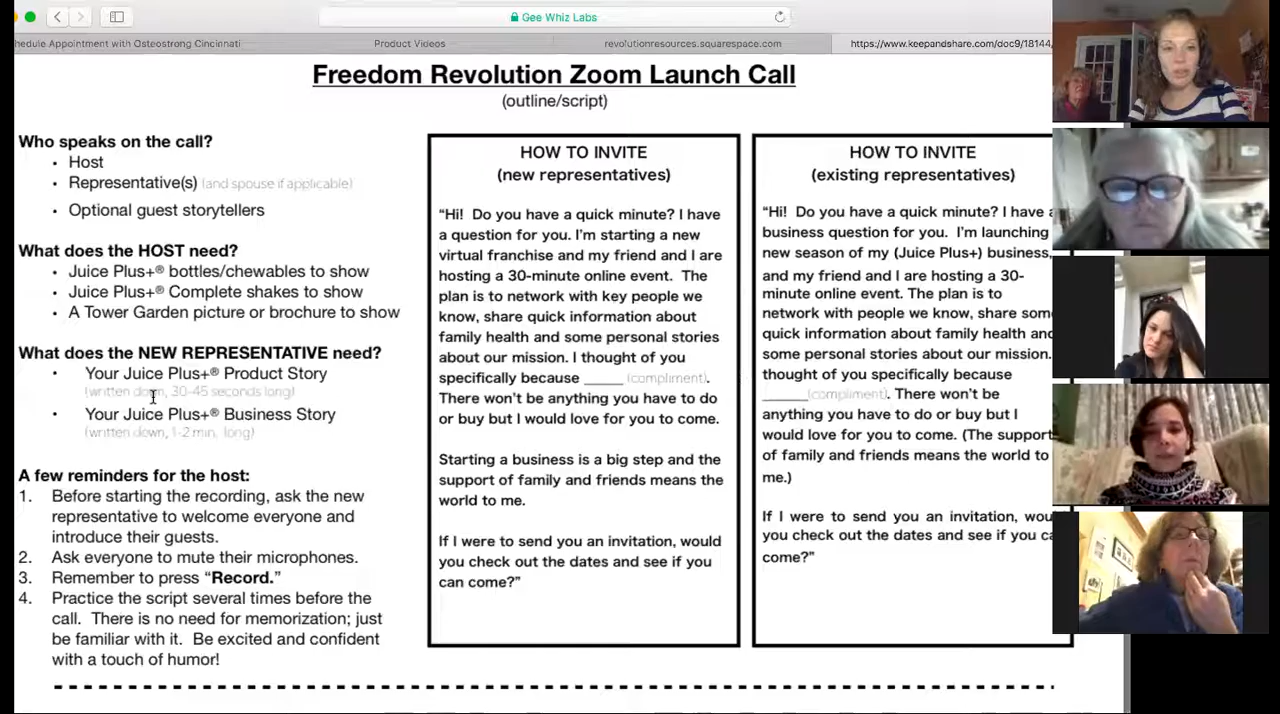 Gee Whiz Labs
hedule Appointment with Osteostrong Cincinnati
Product Videos
revolutionresources.squarespace.com
https://www.keepandshare.com/doc9/18144/
Freedom Revolution Zoom Launch Call
(outline/script)
Who speaks on the call?
• Host
• Representative(s) (and spouse if applicable)
• Optional guest storytellers
What does the HOST need?
• Juice Plus+® bottles/chewables to show
• Juice Plus+® Complete shakes to show
• A Tower Garden picture or brochure to show
What does the NEW REPRESENTATIVE need?
• Your Juice Plus+® Product Story
(written down, 30-45 seconds long)
• Your Juice Plus+® Business Story
(written down, 1-2 min, long)
A few reminders for the host:
1. Before starting the recording, ask the new
representative to welcome everyone and
introduce their guests.
2. Ask everyone to mute their microphones.
3. Remember to press “Record.”
4. Practice the script several times before the
call. There is no need for memorization; just
be familiar with it. Be excited and confident
with a touch of humor!
HOW TO INVITE
(new representatives)
“Hi! Do you have a quick minute? I have
a question for you. I’m starting a new
virtual franchise and my friend and I are
hosting a 30-minute online event. The
plan is to network with key people we
know, share quick information about
family health and some personal stories
about our mission. I thought of you
specifically because _____ (compliment).
There won’t be anything you have to do
or buy but I would love for you to come.
Starting a business is a big step and the
support of family and friends means the
world to me.
If I were to send you an invitation, would
you check out the dates and see if you
can come?”
HOW TO INVITE
(existing representatives)
“Hi! Do you have a quick minute? I have a
business question for you. I’m launching
new season of my (Juice Plus+) business,
and my friend and I are hosting a 30-
minute online event. The plan is to
network with people we know, share som
quick information about family health and
some personal stories about our mission.
thought of you specifically because
______(compliment). There won’t be
anything you have to do or buy but I
would love for you to come. (The support
of family and friends means the world to
me.)
If I were to send you an invitation, wou
you check out the dates and see if you ca
come?”